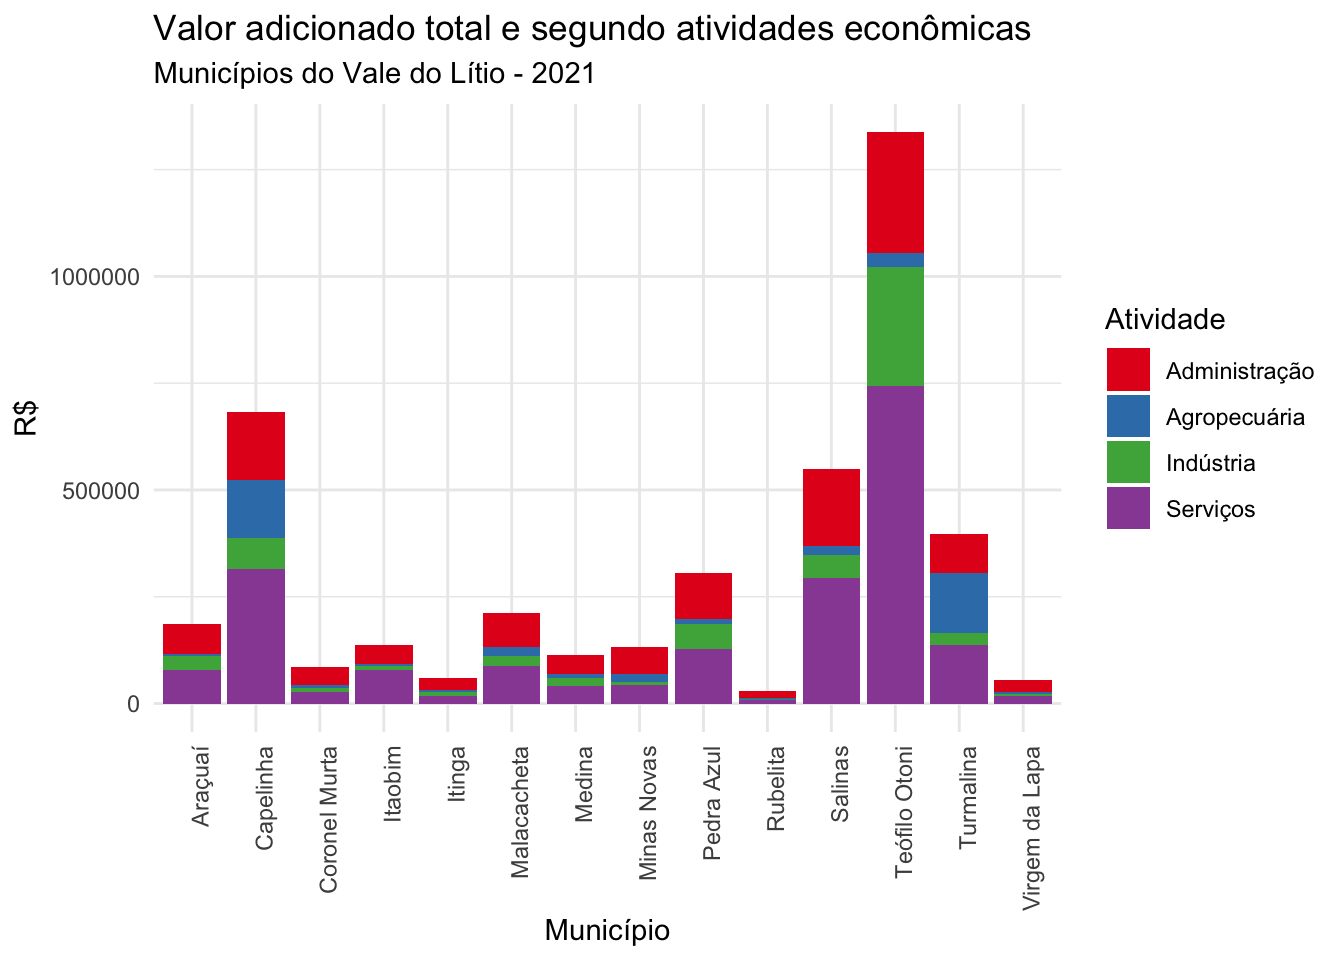 Valor adicionado total e segundo atividades econômicas
Municípios do Vale do Lítio - 2021
R$
1000000
500000
0
Araçuaí
Capelinha
Coronel Murta
Itaobim
Itinga
Malacacheta
Medina
Minas Novas
Pedra Azul
Rubelita
Salinas
Teófilo Otoni
Turmalina
Virgem da Lapa
Município
Atividade
Administração
Agropecuária
Indústria
Serviços